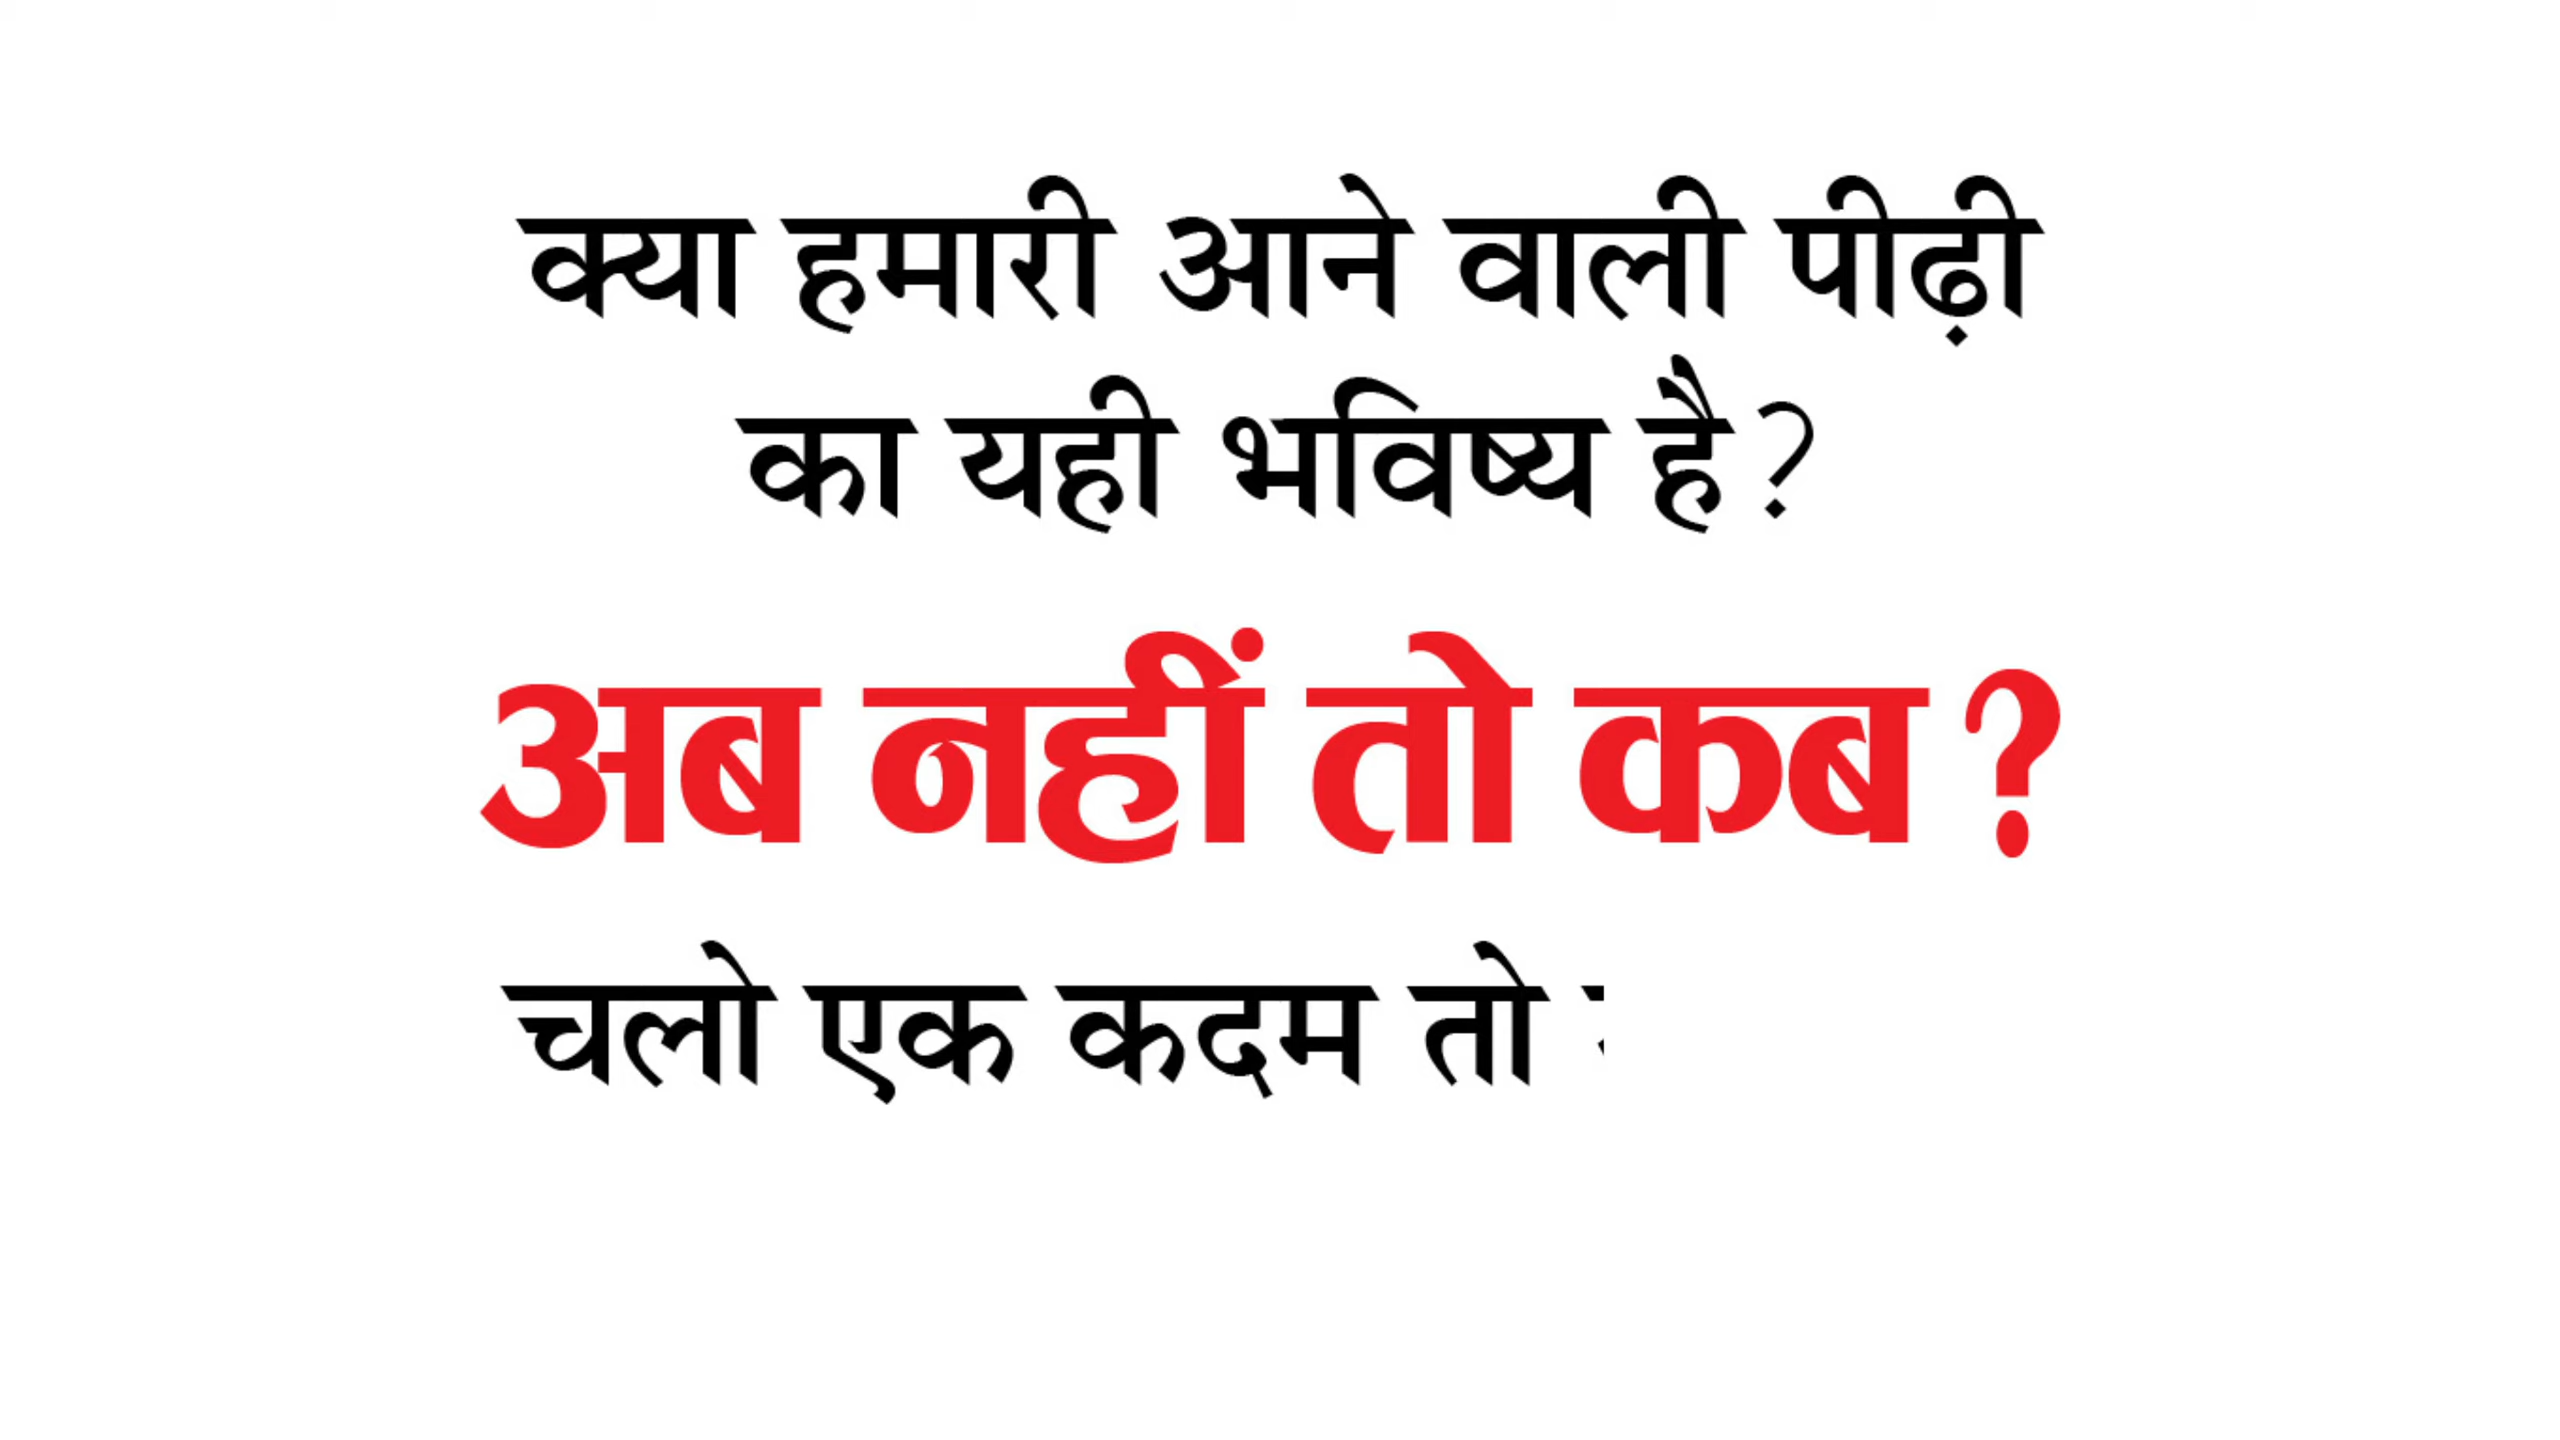 क्या हमारी आने वाली पीढ़ी
का यही भविष्य है?
अब नहीं तो कब?
चलो एक कदम तो